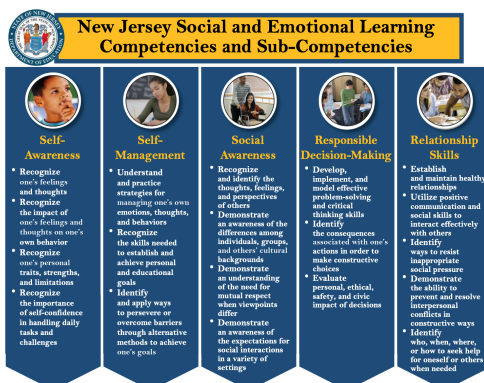 STATE OF NEW JERSEY
DEPARTMENT OF EDUCATION
New Jersey Social and Emotional Learning
Competencies and Sub-Competencies
Self-
Awareness
• Recognize
one's feelings
and thoughts
• Recognize
the impact of
one's feelings and
thoughts on one's
own behavior
• Recognize
one's personal
traits, strengths,
and limitations
• Recognize
the importance
of self-confidence
in handling daily
tasks and
challenges
Self-
Management
• Understand
and practice
strategies for
managing one's own
emotions, thoughts,
and behaviors
• Recognize
the skills needed
to establish and
achieve personal
and educational
goals
• Identify
and apply ways
to persevere or
overcome barriers
through alternative
methods to achieve
one's goals
Social
Awareness
• Recognize
and identify the
thoughts, feelings,
and perspectives
of others
• Demonstrate
an awareness of the
differences among
individuals, groups,
and others' cultural
backgrounds
• Demonstrate
an understanding
of the need for
mutual respect
when viewpoints
differ
• Demonstrate
an awareness of
the expectations for
social interactions
in a variety of
settings
Responsible
Decision-Making
• Develop,
implement, and
model effective
problem-solving
and critical
thinking skills
• Identify
the consequences
associated with one's
actions in order to
make constructive
choices
• Evaluate
personal, ethical,
safety, and civic
impact of decisions
Relationship
Skills
• Establish
and maintain healthy
relationships
• Utilize positive
communication and
social skills to
interact effectively
with others
• Identify
ways to resist
inappropriate
social pressure
• Demonstrate
the ability to
prevent and resolve
interpersonal
conflicts in
constructive ways
• Identify
who, when, where,
or how to seek help
for oneself or others
when needed